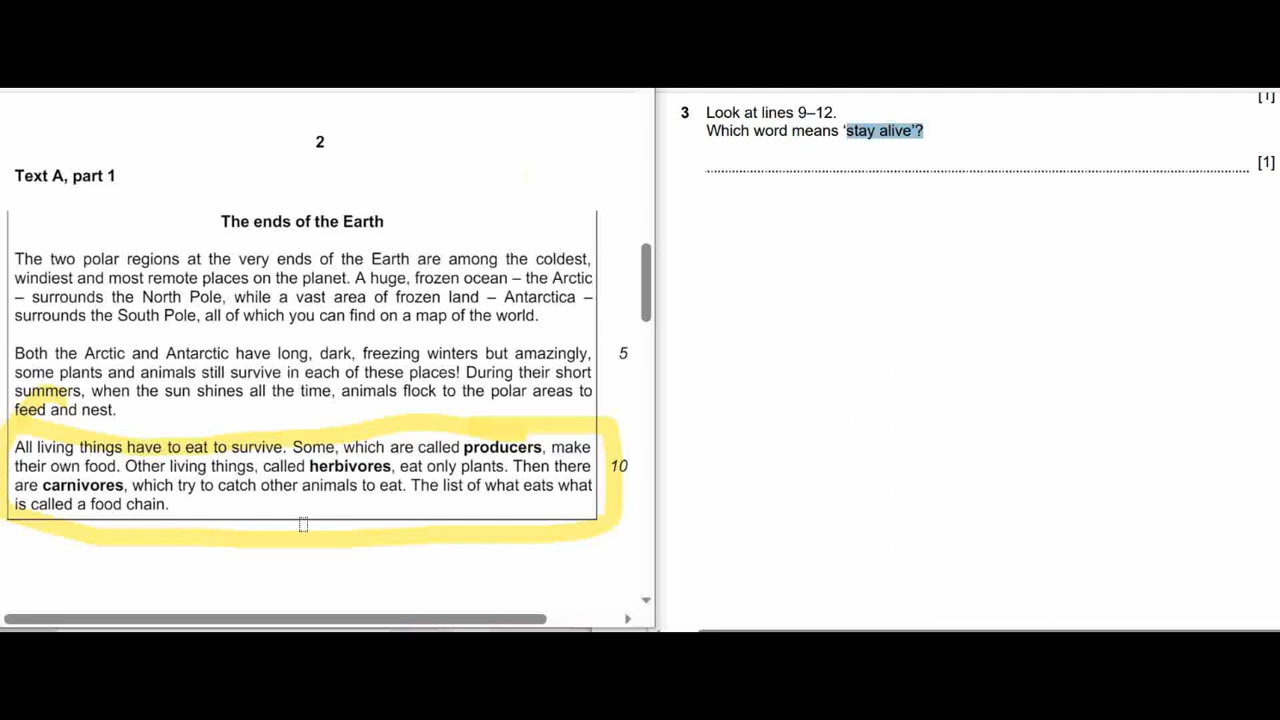 2
Text A, part 1
The ends of the Earth
The two polar regions at the very ends of the Earth are among the coldest,
windiest and most remote places on the planet. A huge, frozen ocean – the Arctic
– surrounds the North Pole, while a vast area of frozen land – Antarctica –
surrounds the South Pole, all of which you can find on a map of the world.
Both the Arctic and Antarctic have long, dark, freezing winters but amazingly, 5
some plants and animals still survive in each of these places! During their short
summers, when the sun shines all the time, animals flock to the polar areas to
feed and nest.
All living things have to eat to survive. Some, which are called producers, make
their own food. Other living things, called herbivores, eat only plants. Then there 10
are carnivores, which try to catch other animals to eat. The list of what eats what
is called a food chain.
[1]
3 Look at lines 9–12.
Which word means ‘stay alive’?
[1]